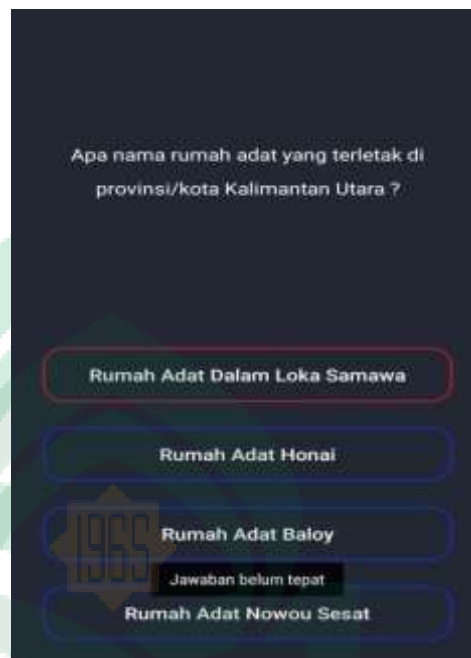 Apa nama rumah adat yang terletak di
provinsi/kota Kalimantan Utara ?
Rumah Adat Dalam Loka Samawa
Rumah Adat Honai
Rumah Adat Baloy
1965
Jawaban belum tepat
Rumah Adat Nowou Sesat